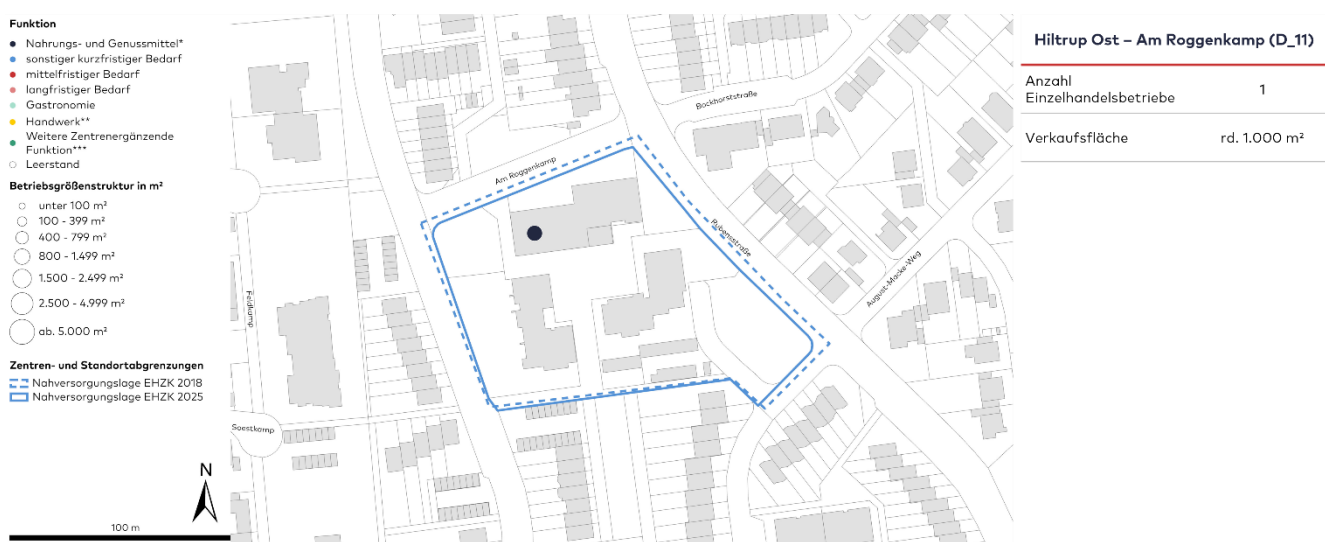 Funktion
Nahrungs- und Genussmittel*
sonstiger kurzfristiger Bedarf
mittelfristiger Bedarf
langfristiger Bedarf
Gastronomie
Handwerk**
Weitere Zentrenergänzende
Funktion***
Leerstand
Betriebsgrößenstruktur in m²
unter 100 m²
100 - 399 m²
400 - 799 m²
800 - 1.499 m²
1.500 - 2.499 m²
2.500 - 4.999 m²
ab. 5.000 m²
Zentren- und Standortabgrenzungen
Nahversorgungslage EHZK 2018
Nahversorgungslage EHZK 2025
N
100 m
Bockhorststraße
Am Roggenkamp
Rubensstraße
August-Macke-Weg
Feldkamp
Soestkamp
Hiltrup Ost – Am Roggenkamp (D_11)
Anzahl
Einzelhandelsbetriebe 1
Verkaufsfläche rd. 1.000 m²